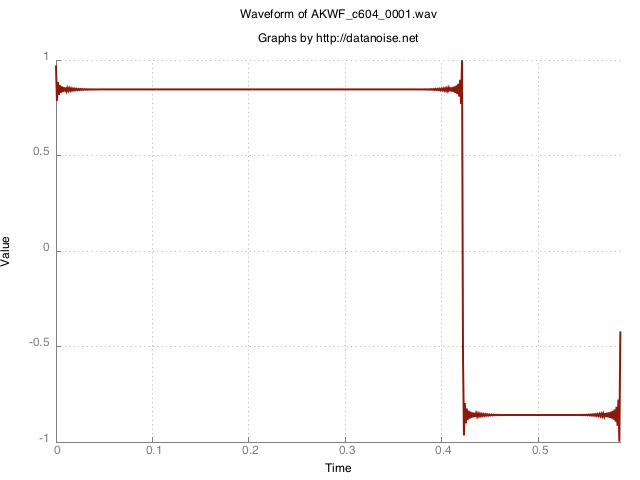 Waveform of AKWF_c604_0001.wav
Graphs by http://datanoise.net
1
0.5
0
-0.5
-1
Value
0 0.1 0.2 0.3 0.4 0.5
Time